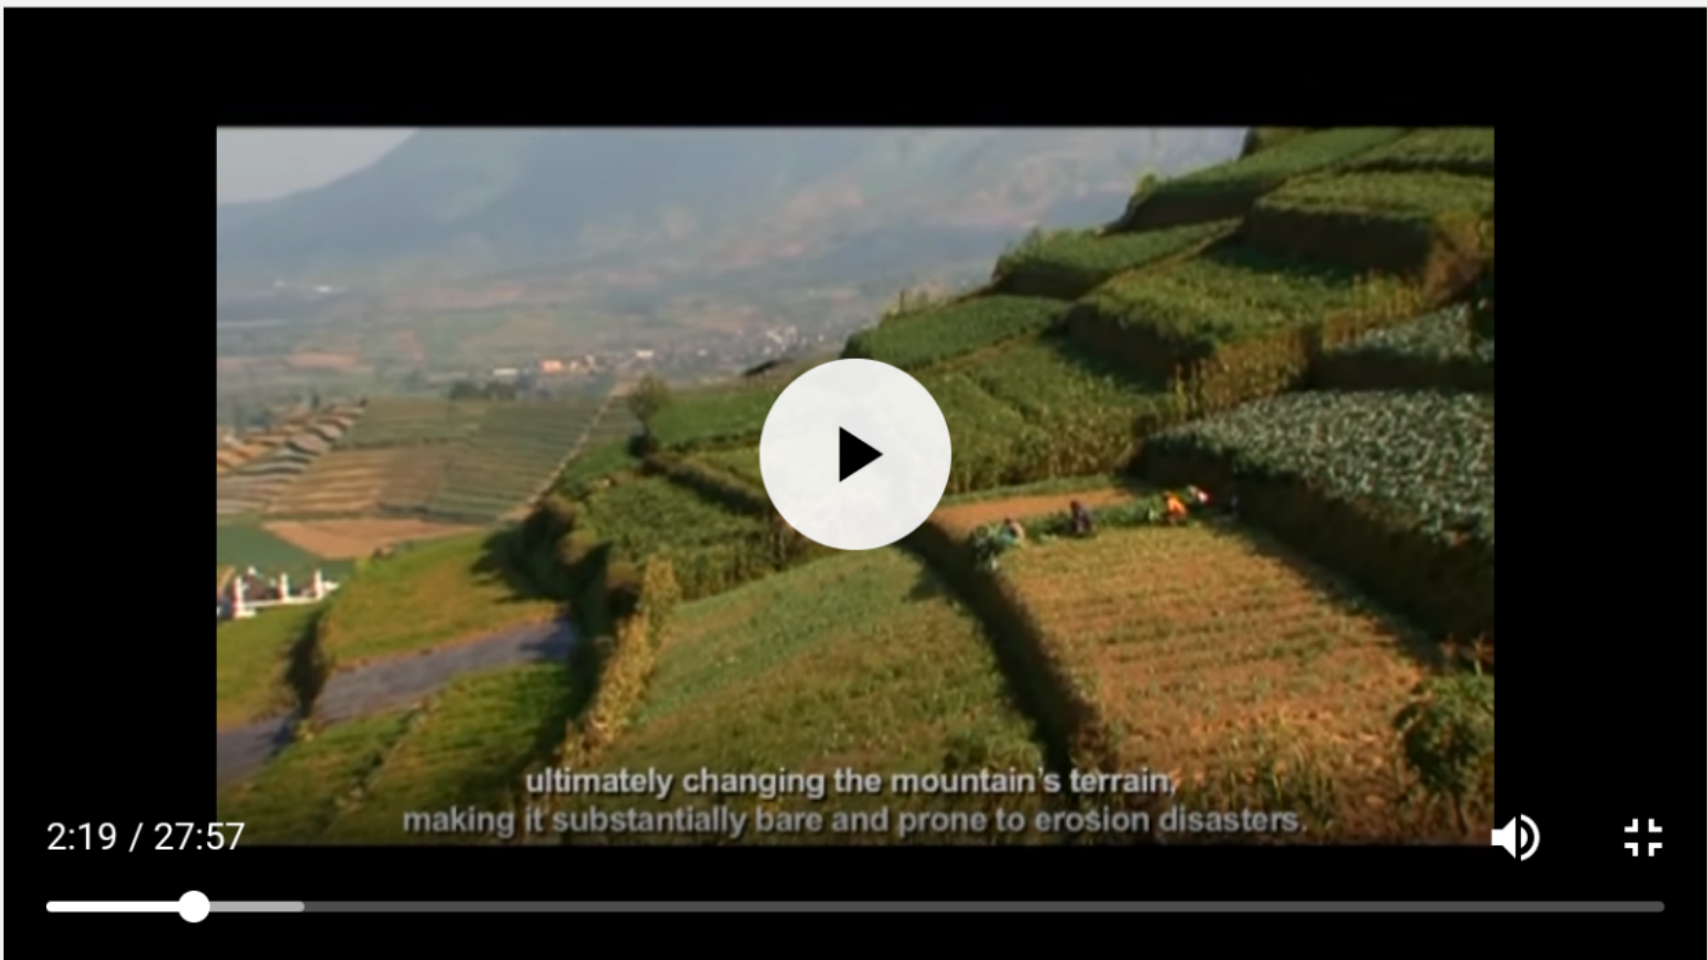 ultimately changing the mountain's terrain,
making it substantially bare and prone to erosion disasters.
2:19 / 27:57